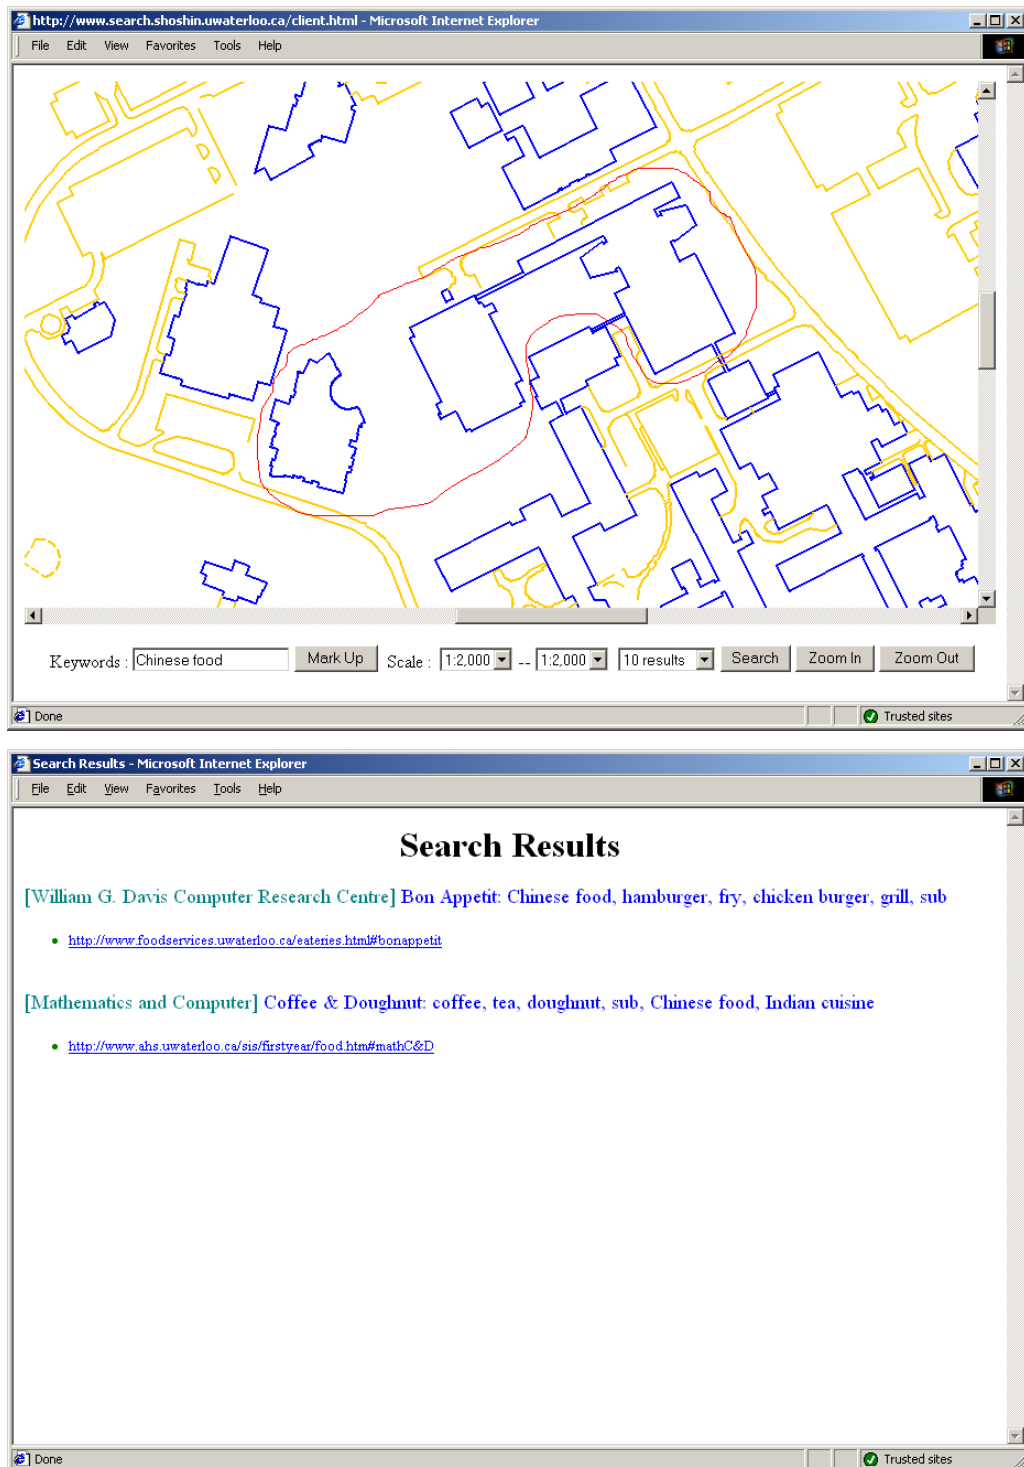 http://www.search.shoshin.uwaterloo.ca/client.html - Microsoft Internet Explorer
File Edit View Favorites Tools Help
Keywords : Chinese food Mark Up Scale : 1:2,000 -- 1:2,000 10 results Search Zoom In Zoom Out
Done Trusted sites
Search Results - Microsoft Internet Explorer
File Edit View Favorites Tools Help
Search Results
[William G. Davis Computer Research Centre] Bon Appetit: Chinese food, hamburger, fry, chicken burger, grill, sub
http://www.foodservices.uwaterloo.ca/eateries.html#bonappetit
[Mathematics and Computer] Coffee & Doughnut: coffee, tea, doughnut, sub, Chinese food, Indian cuisine
http://www.ahs.uwaterloo.ca/sis/firstyear/food.htm#mathC&D
Done Trusted sites